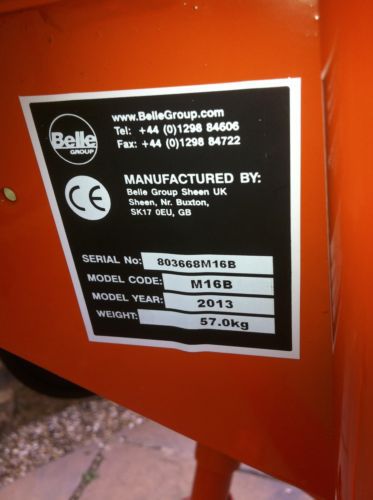 Belle
GROUP
www.BelleGroup.com
Tel: +44 (0)1298 84606
Fax: +44 (0)1298 84722
CE
MANUFACTURED BY:
Belle Group Sheen UK
Sheen, Nr. Buxton,
SK17 0EU, GB
SERIAL No: 803668M16B
MODEL CODE: M16B
MODEL YEAR: 2013
WEIGHT: 57.0kg